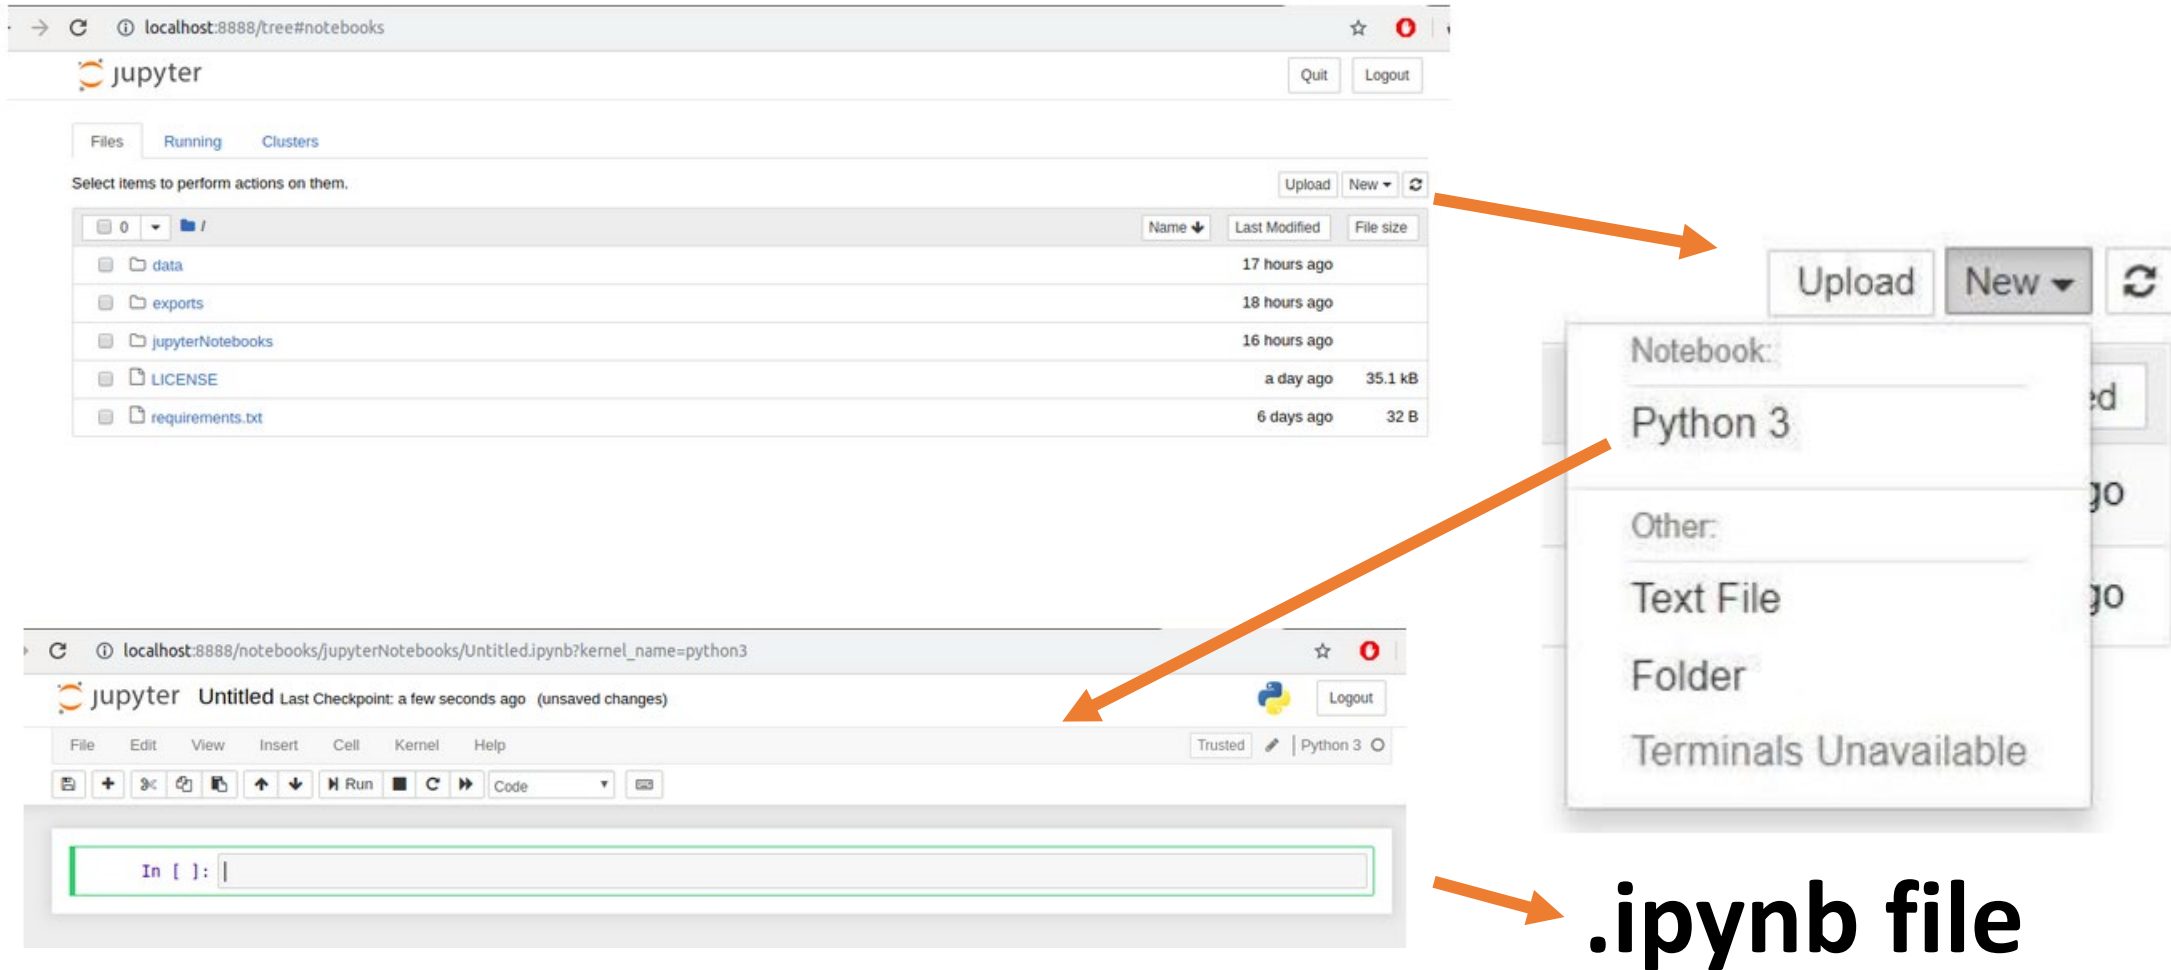 localhost:8888/tree#notebooks
jupyter
Quit Logout
Files Running Clusters
Select items to perform actions on them.
Upload New
0 /
Name Last Modified File size
data 17 hours ago
exports 18 hours ago
jupyterNotebooks 16 hours ago
LICENSE a day ago 35.1 kB
requirements.txt 6 days ago 32 B
Upload New
Notebook:
Python 3
Other:
Text File
Folder
Terminals Unavailable
ed
go
go
localhost:8888/notebooks/jupyterNotebooks/Untitled.ipynb?kernel_name=python3
jupyter Untitled Last Checkpoint: a few seconds ago (unsaved changes)
Logout
File Edit View Insert Cell Kernel Help
Trusted Python 3
Run Code
In [ ]:
.ipynb file